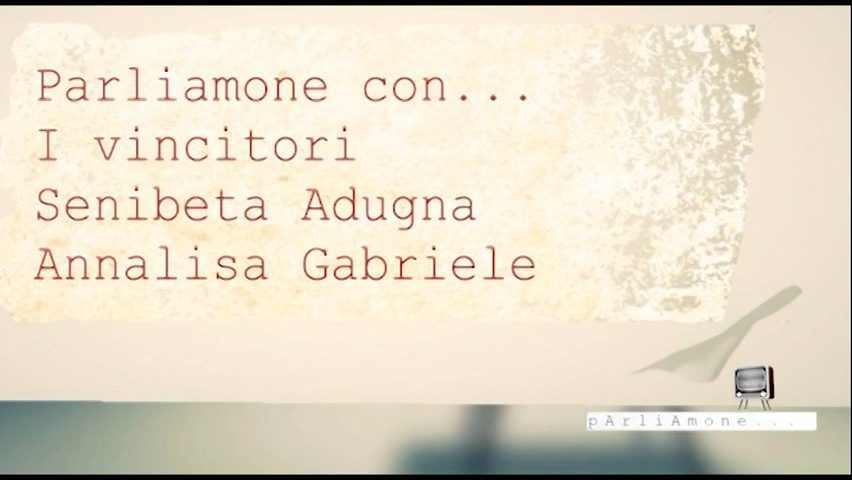 Parliamone con...
I vincitori
Senibeta Adugna
Annalisa Gabriele
pArliAmone...